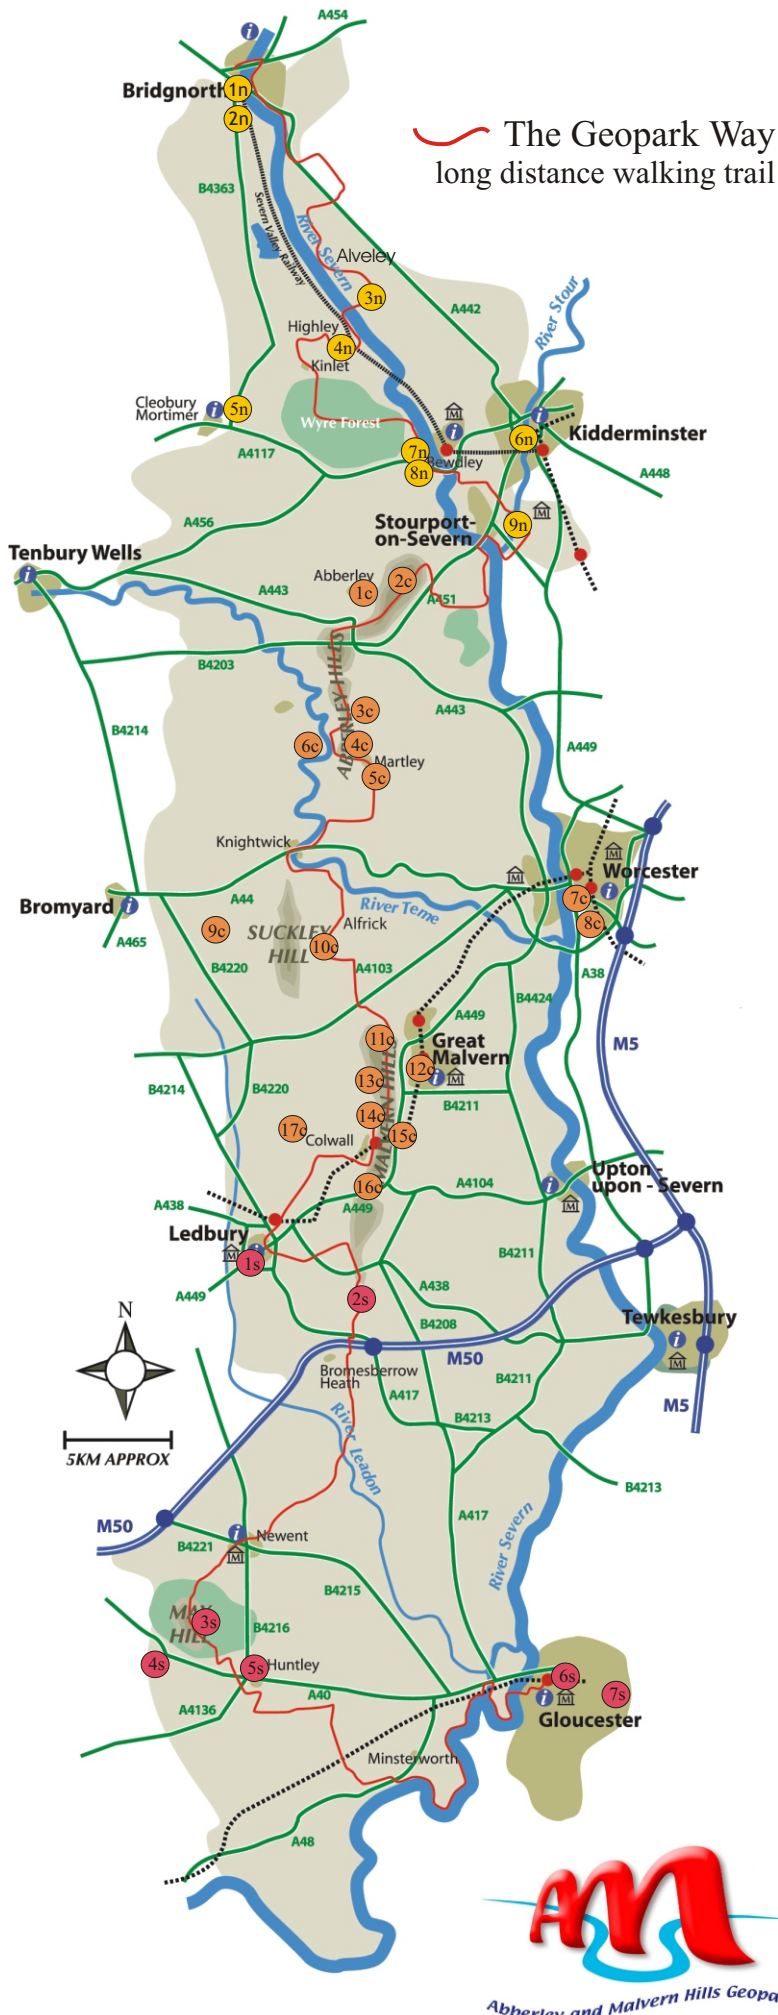 A454
Bridgnorth
1n
2n
The Geopark Way
long distance walking trail
B4363
Severn Valley Railway
River Severn
Alveley
3n
A442
River Stour
Highley
4n
Kinlet
Cleobury
Mortimer
5n
Wyre Forest
6n
Kidderminster
A4117
7n
Bewdley
8n
A448
A456
Stourport-
on-Severn
9n
Tenbury Wells
Abberley
1c
2c
A443
A451
B4203
ABBERLEY HILLS
B4214
3c
A443
6c
4c
A449
Martley
5c
Knightwick
Worcester
A44
River Teme
7c
Bromyard
9c
SUCKLEY
HILL
Alfrick
10c
8c
A465
B4220
A4103
A38
B4424
A449
11c
Great
Malvern
M5
B4214
B4220
12c
13c
MALVERN HILLS
B4211
14c
17c
Colwall
15c
16c
A4104
Upton -
upon - Severn
A438
A449
Ledbury
1s
B4211
A449
2s
A438
B4208
Tewkesbury
N
M50
Bromesberrow
Heath
A417
B4211
M5
B4213
5KM APPROX
River Leadon
B4213
A417
M50
B4221
Newent
River Severn
B4215
MAY
HILL
3s
B4216
4s
5s
Huntley
6s
7s
A40
A4136
Gloucester
Minsterworth
A48
AM
Abberley and Malvern Hills Geopa